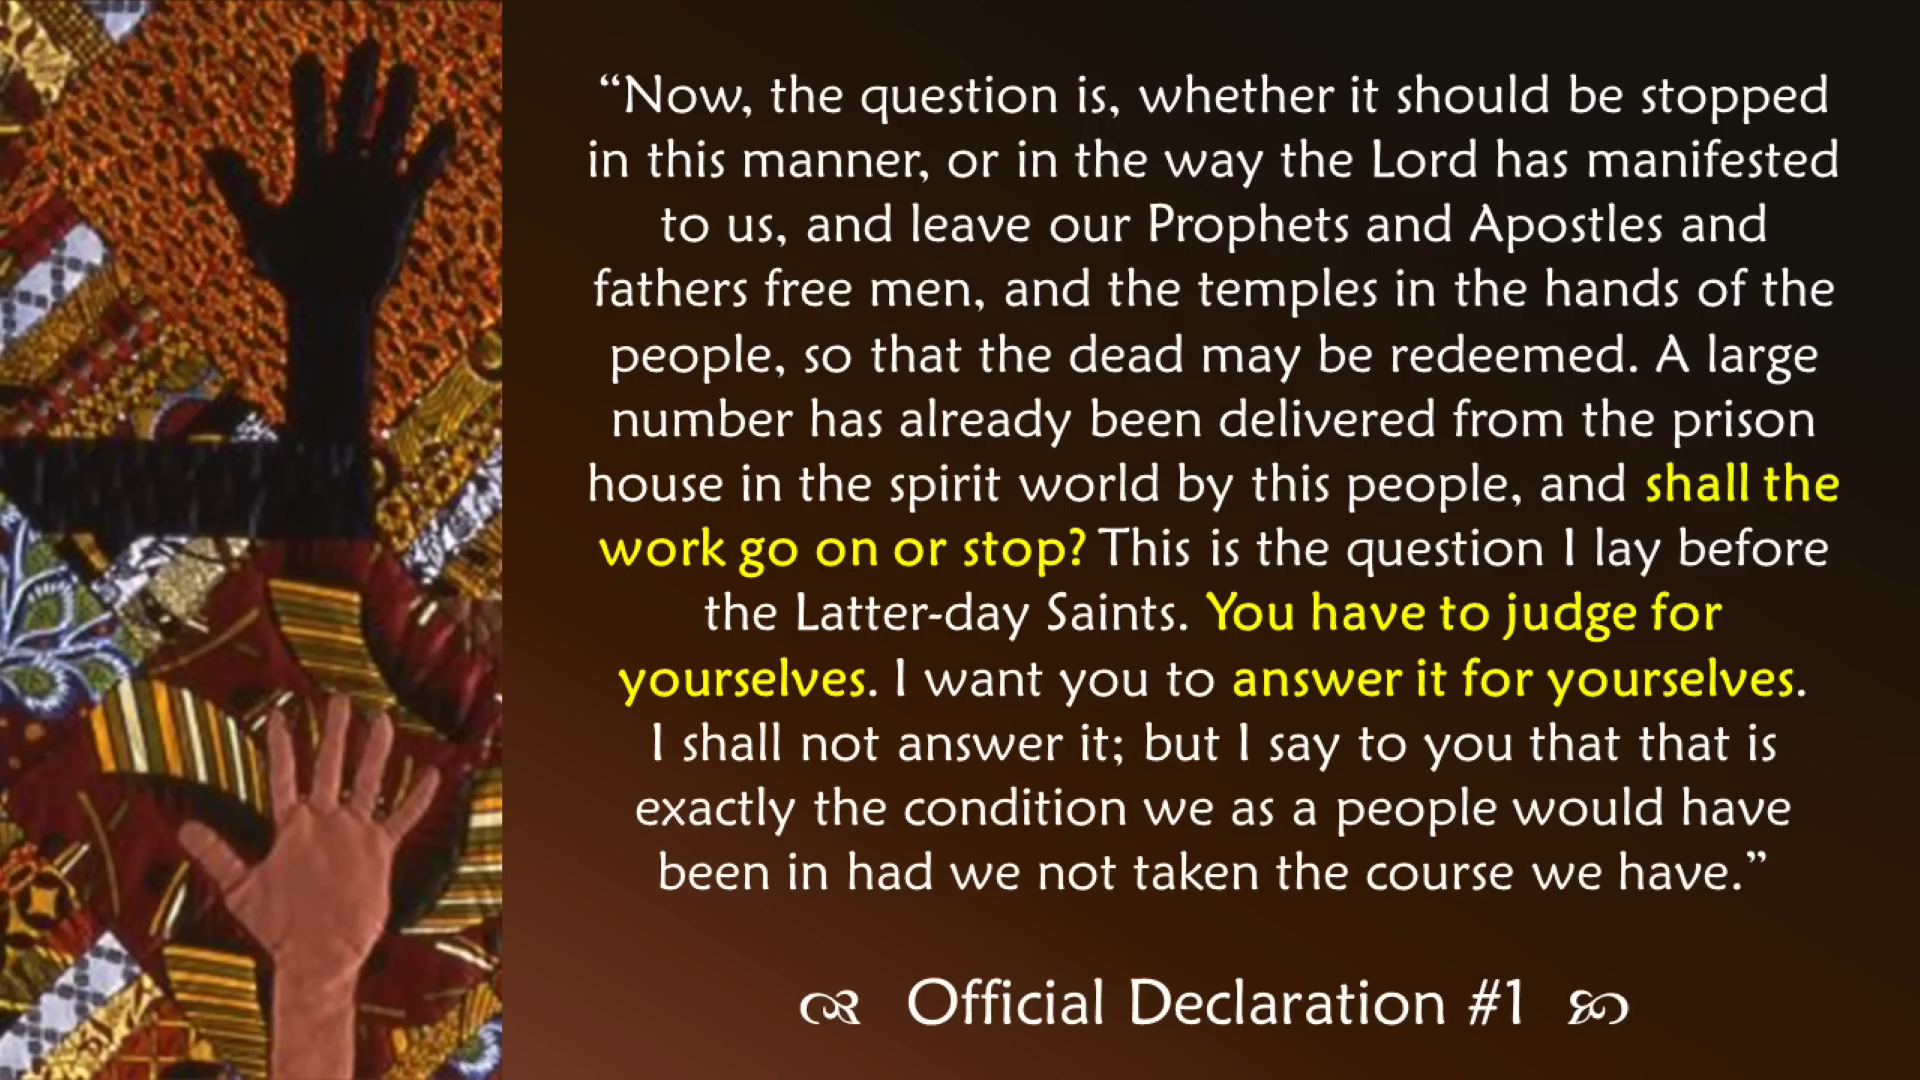 “Now, the question is, whether it should be stopped
in this manner, or in the way the Lord has manifested
to us, and leave our Prophets and Apostles and
fathers free men, and the temples in the hands of the
people, so that the dead may be redeemed. A large
number has already been delivered from the prison
house in the spirit world by this people, and shall the
work go on or stop? This is the question I lay before
the Latter-day Saints. You have to judge for
yourselves. I want you to answer it for yourselves.
I shall not answer it; but I say to you that that is
exactly the condition we as a people would have
been in had we not taken the course we have.”
Official Declaration #1